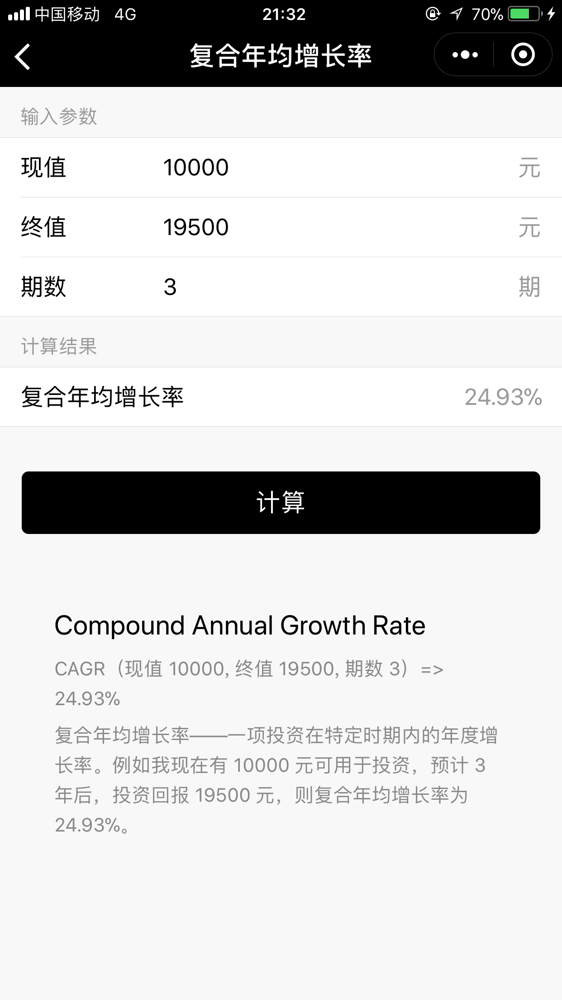 中国移动 4G 21:32 70%
复合年均增长率
输入参数
现值 10000 元
终值 19500 元
期数 3 期
计算结果
复合年均增长率 24.93%
计算
Compound Annual Growth Rate
CAGR（现值 10000, 终值 19500, 期数 3）=>
24.93%
复合年均增长率——一项投资在特定时期内的年度增
长率。例如我现在有 10000 元可用于投资，预计 3
年后，投资回报 19500 元，则复合年均增长率为
24.93%。